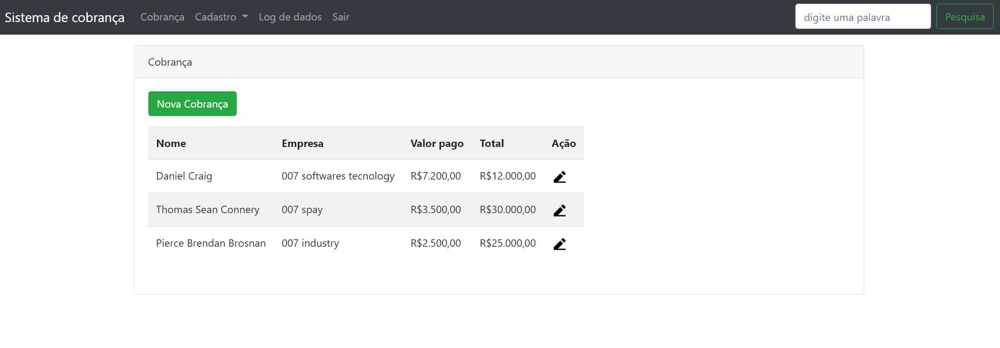 Sistema de cobrança Cobrança Cadastro Log de dados Sair digite uma palavra Pesquisa
Cobrança
Nova Cobrança
Nome Empresa Valor pago Total Ação
Daniel Craig 007 softwares tecnology R$7.200,00 R$12.000,00
Thomas Sean Connery 007 spay R$3.500,00 R$30.000,00
Pierce Brendan Brosnan 007 industry R$2.500,00 R$25.000,00